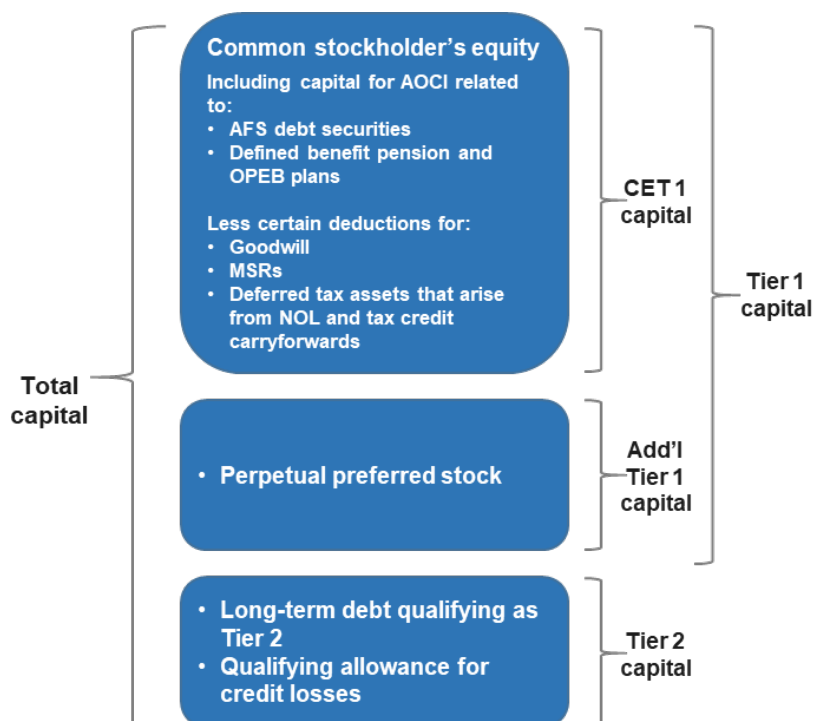 Common stockholder's equity
Including capital for AOCI related
to:
• AFS debt securities
• Defined benefit pension and
OPEB plans
Less certain deductions for:
• Goodwill
• MSRs
• Deferred tax assets that arise
from NOL and tax credit
carryforwards
CET 1
capital
Tier 1
capital
Total
capital
• Perpetual preferred stock
Add'l
Tier 1
capital
• Long-term debt qualifying as
Tier 2
• Qualifying allowance for
credit losses
Tier 2
capital